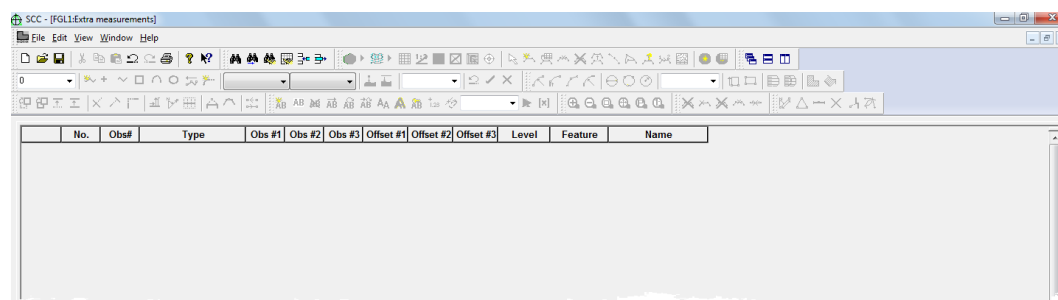 SCC - [FGL1:Extra measurements]
File Edit View Window Help
0
No. Obs# Type Obs #1 Obs #2 Obs #3 Offset #1 Offset #2 Offset #3 Level Feature Name